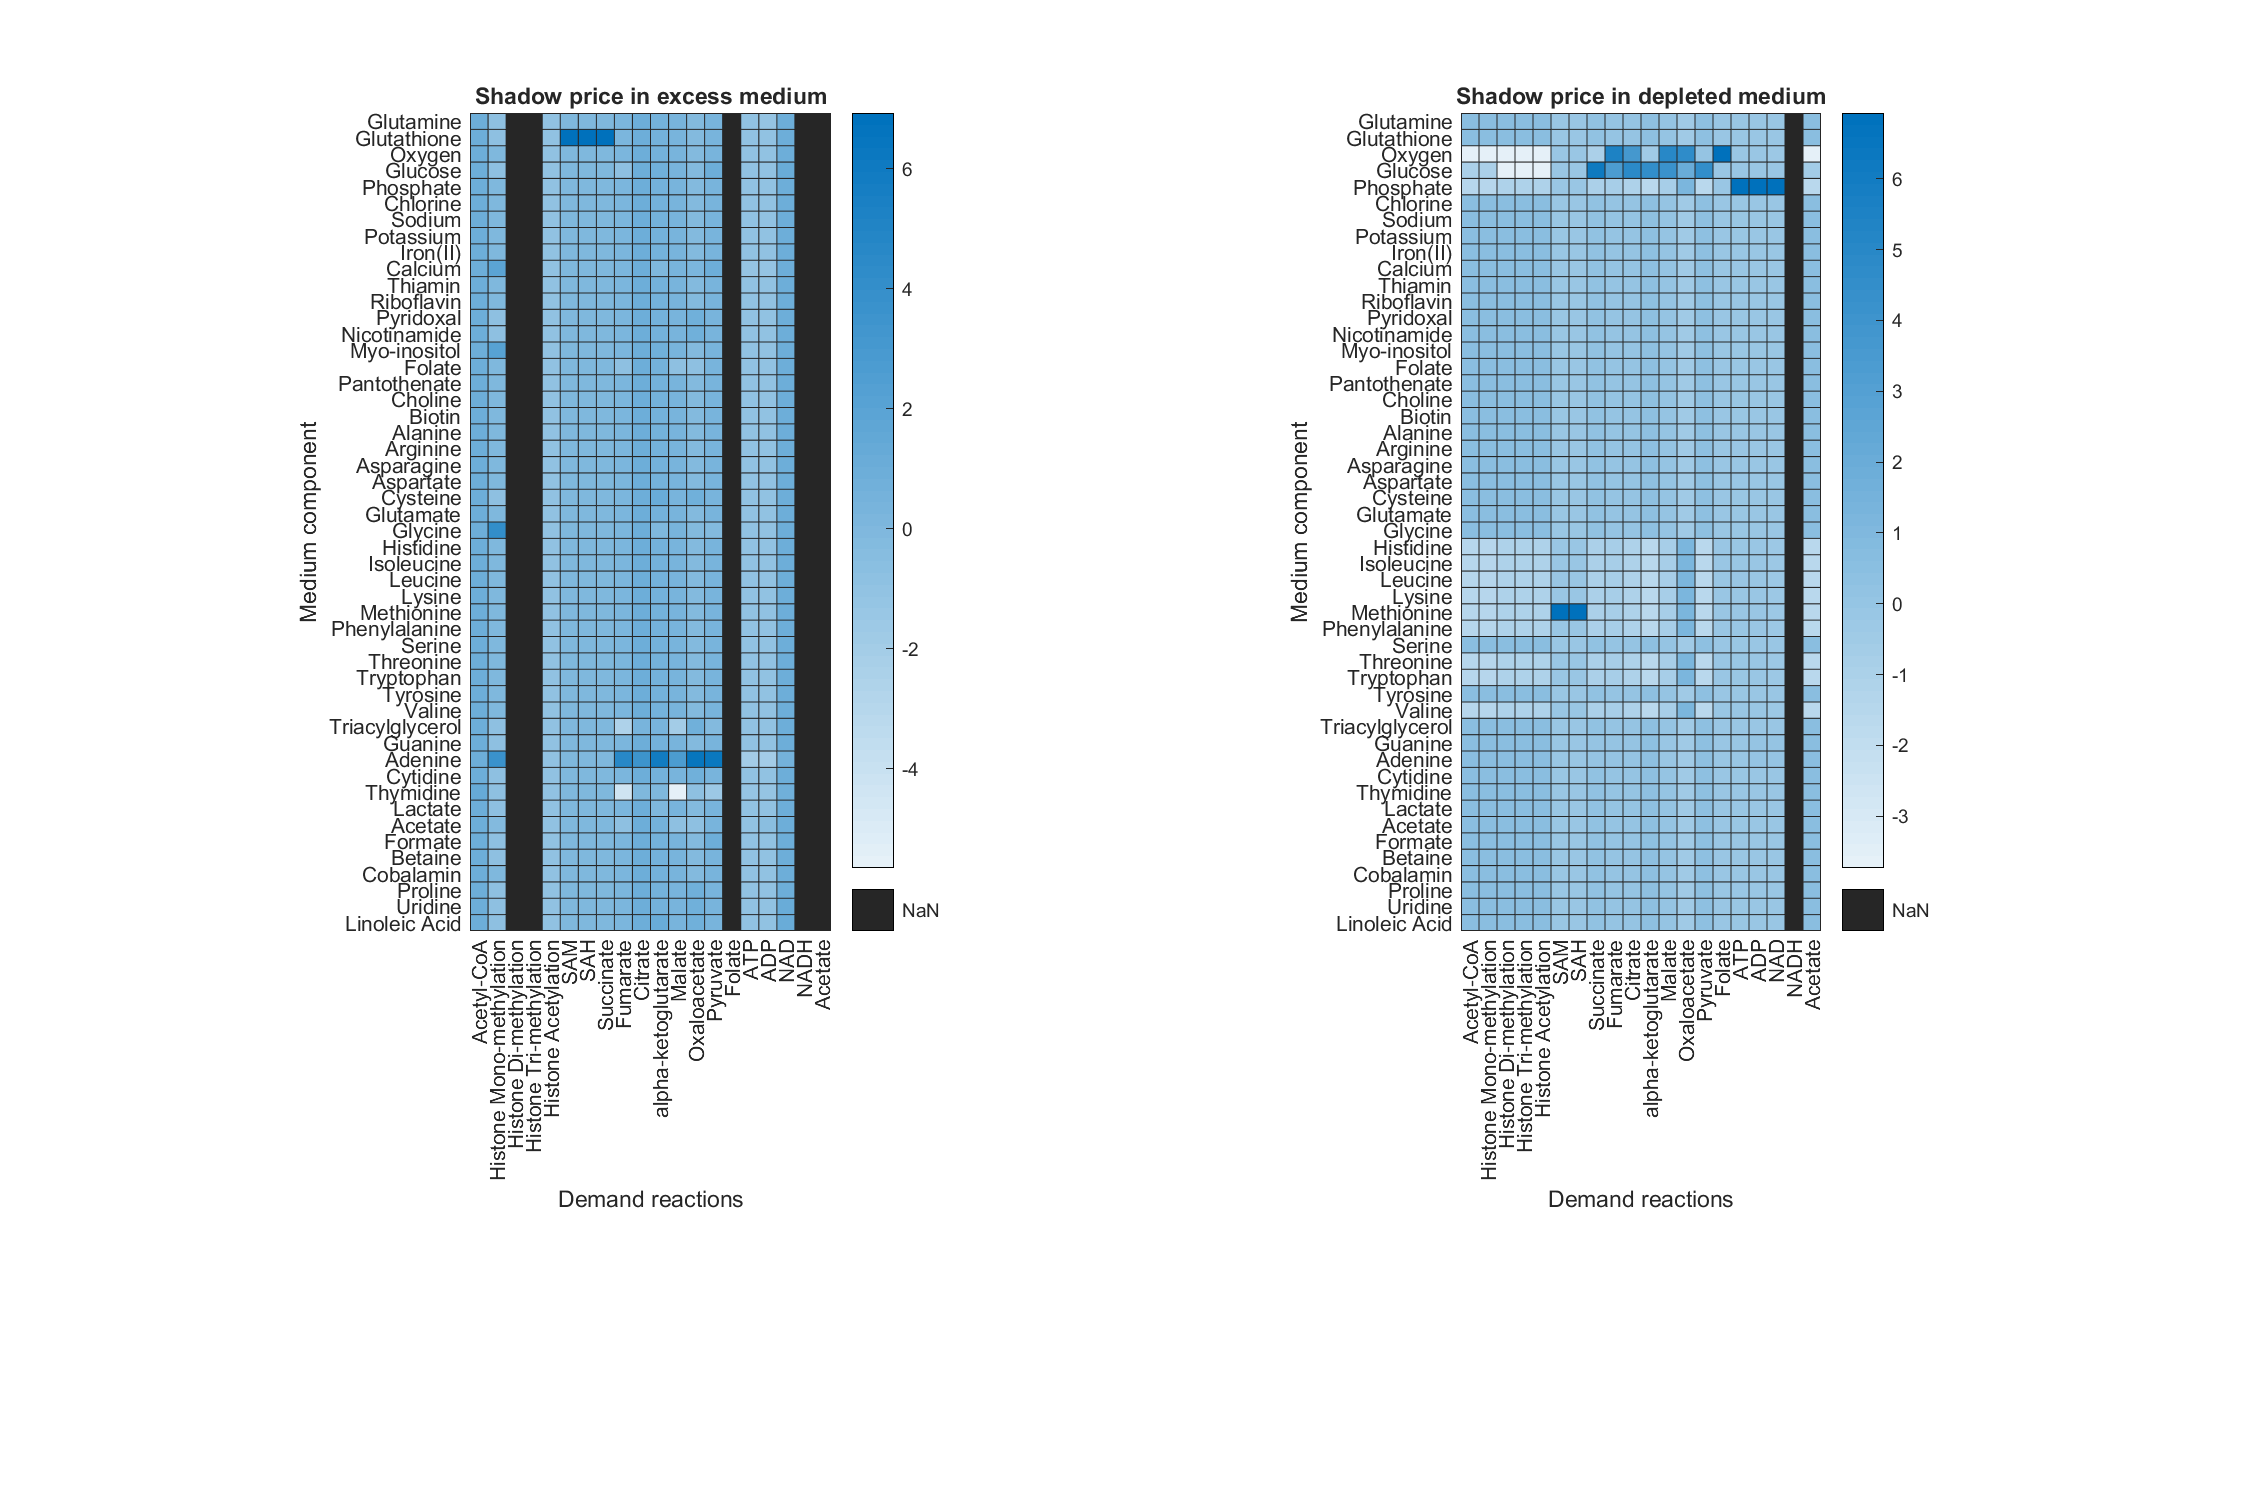 Shadow price in excess medium
Medium component
Glutamine
Glutathione
Oxygen
Glucose
Phosphate
Chlorine
Sodium
Potassium
Iron(II)
Calcium
Thiamin
Riboflavin
Pyridoxal
Nicotinamide
Myo-inositol
Folate
Pantothenate
Choline
Biotin
Alanine
Arginine
Asparagine
Aspartate
Cysteine
Glutamate
Glycine
Histidine
Isoleucine
Leucine
Lysine
Methionine
Phenylalanine
Serine
Threonine
Tryptophan
Tyrosine
Valine
Triacylglycerol
Guanine
Adenine
Cytidine
Thymidine
Lactate
Acetate
Formate
Betaine
Cobalamin
Proline
Uridine
Linoleic Acid
Acetyl-CoA
Histone Mono-methylation
Histone Di-methylation
Histone Tri-methylation
Histone Acetylation
SAM
SAH
Succinate
Fumarate
Citrate
alpha-ketoglutarate
Malate
Oxaloacetate
Pyruvate
Folate
ATP
ADP
NAD
NADH
Acetate
Demand reactions
6
4
2
0
-2
-4
NaN
Shadow price in depleted medium
Medium component
Glutamine
Glutathione
Oxygen
Glucose
Phosphate
Chlorine
Sodium
Potassium
Iron(II)
Calcium
Thiamin
Riboflavin
Pyridoxal
Nicotinamide
Myo-inositol
Folate
Pantothenate
Choline
Biotin
Alanine
Arginine
Asparagine
Aspartate
Cysteine
Glutamate
Glycine
Histidine
Isoleucine
Leucine
Lysine
Methionine
Phenylalanine
Serine
Threonine
Tryptophan
Tyrosine
Valine
Triacylglycerol
Guanine
Adenine
Cytidine
Thymidine
Lactate
Acetate
Formate
Betaine
Cobalamin
Proline
Uridine
Linoleic Acid
Acetyl-CoA
Histone Mono-methylation
Histone Di-methylation
Histone Tri-methylation
Histone Acetylation
SAM
SAH
Succinate
Fumarate
Citrate
alpha-ketoglutarate
Malate
Oxaloacetate
Pyruvate
Folate
ATP
ADP
NAD
NADH
Acetate
Demand reactions
6
5
4
3
2
1
0
-1
-2
-3
NaN